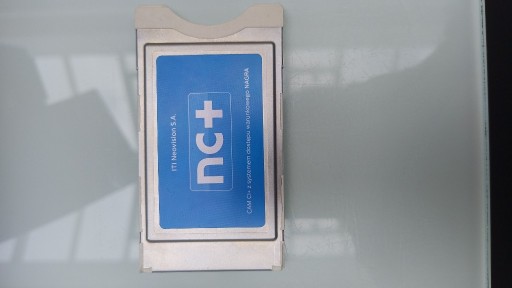 ITI Neovision S.A.
nc+
CAM CI+ z systemem dostępu warunkowego NAGRA